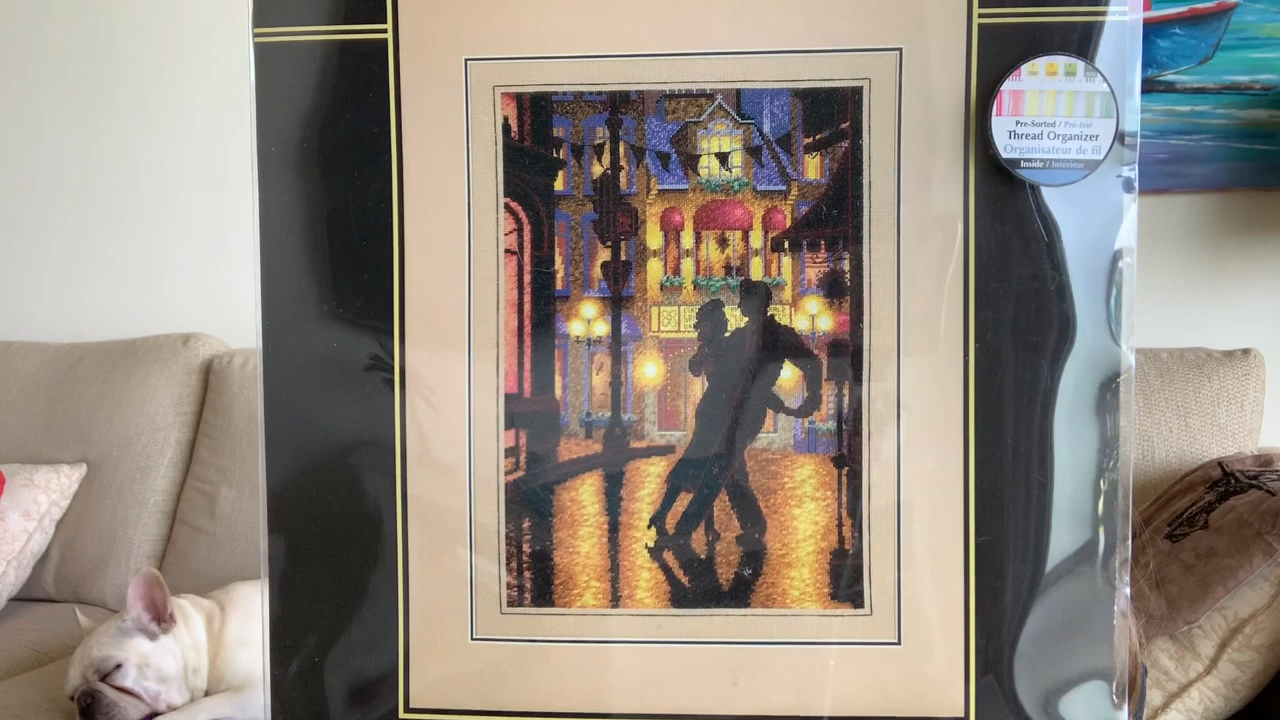 Pre-Sorted / Pré-trié
Thread Organizer
Organisateur de fil
Inside / Intérieur